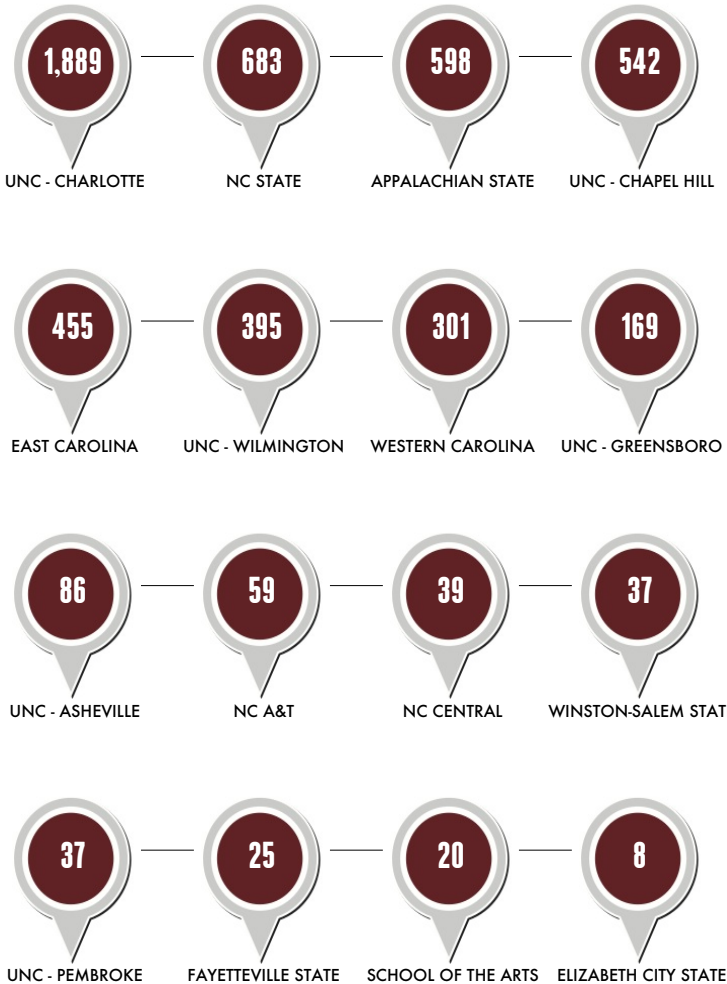 1,889 683 598 542
UNC - CHARLOTTE NC STATE APPALACHIAN STATE UNC - CHAPEL HILL
455 395 301 169
EAST CAROLINA UNC - WILMINGTON WESTERN CAROLINA UNC - GREENSBORO
86 59 39 37
UNC - ASHEVILLE NC A&T NC CENTRAL WINSTON-SALEM STAT
37 25 20 8
UNC - PEMBROKE FAYETTEVILLE STATE SCHOOL OF THE ARTS ELIZABETH CITY STATE